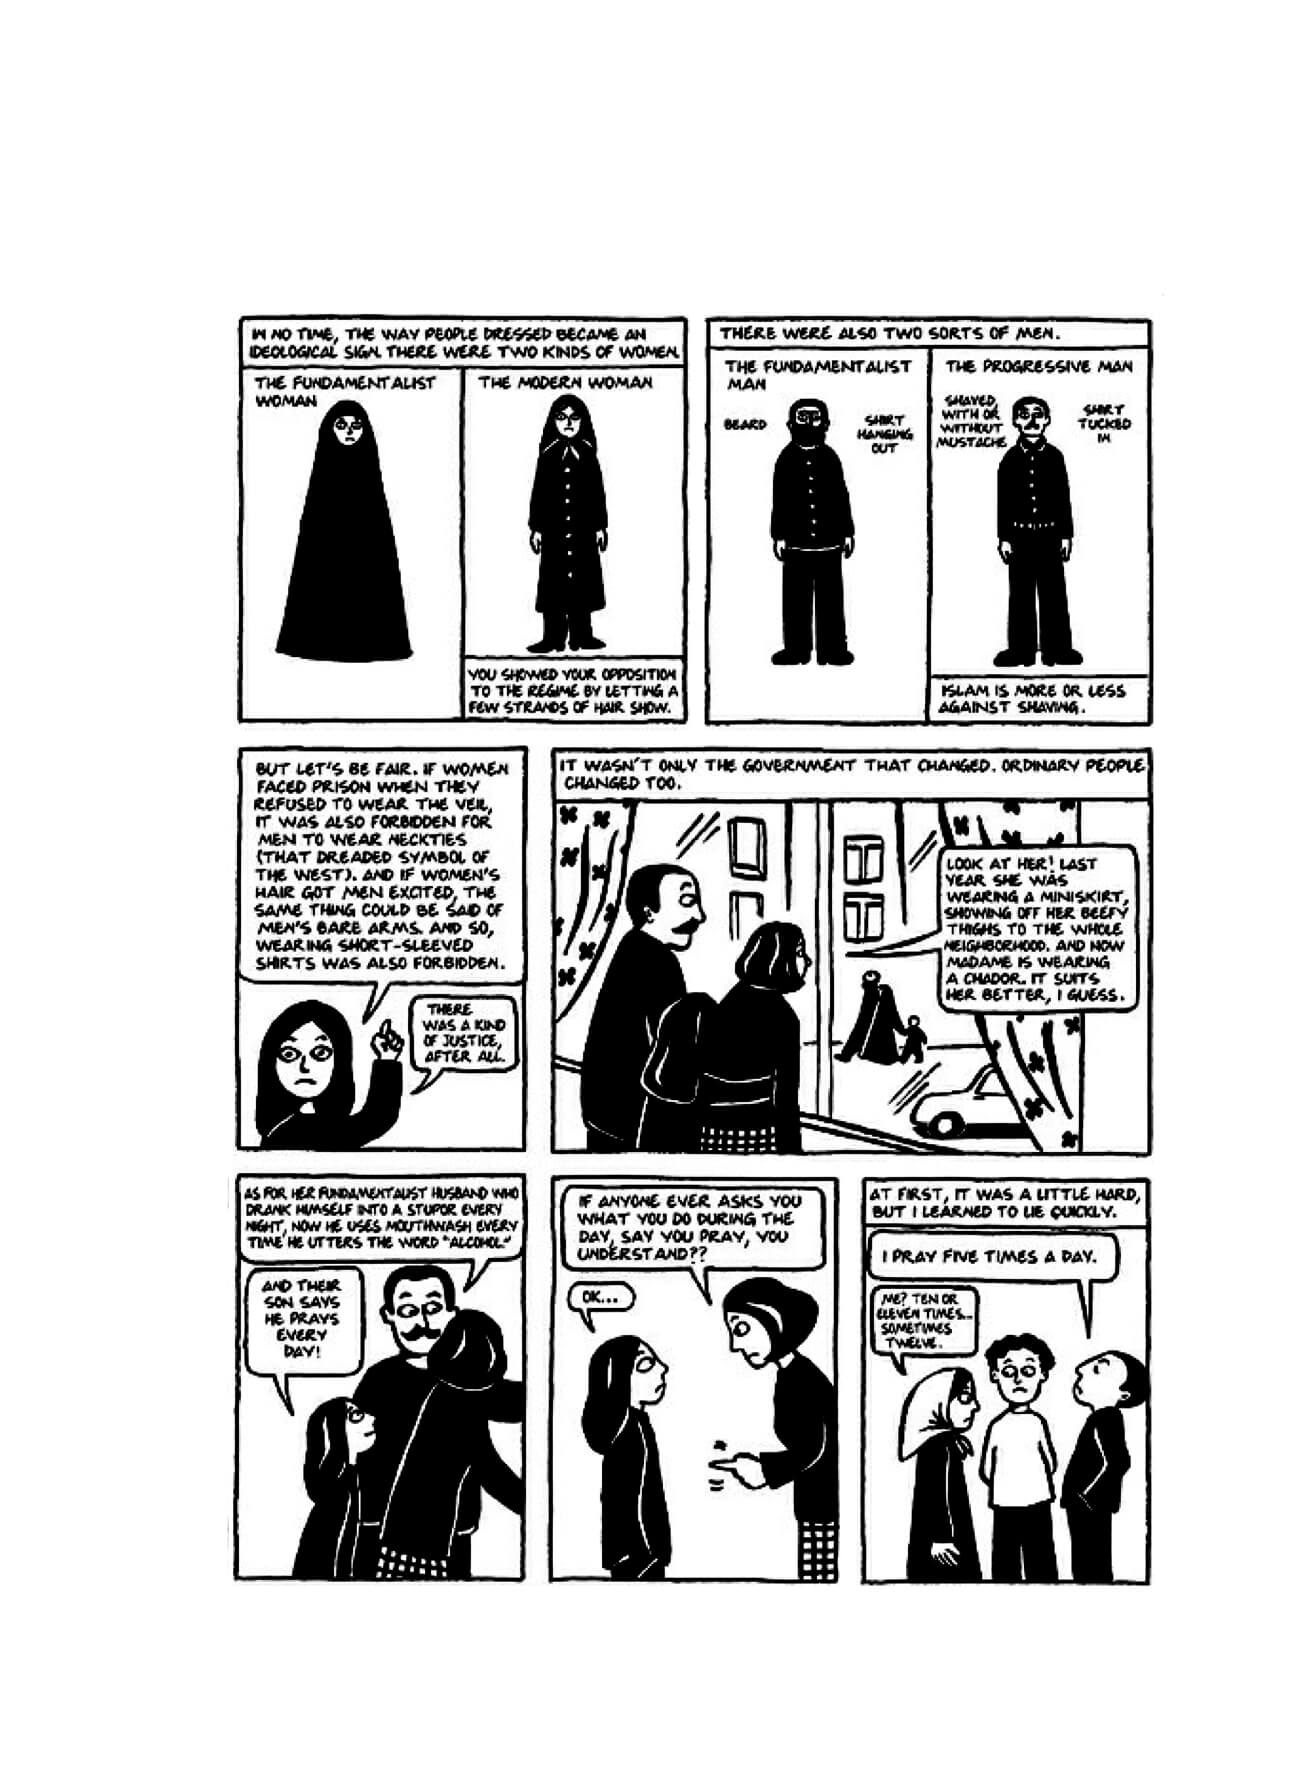 IN NO TIME, THE WAY PEOPLE DRESSED BECAME AN
IDEOLOGICAL SIGN. THERE WERE TWO KINDS OF WOMEN.
THE FUNDAMENTALIST
WOMAN
THE MODERN WOMAN
YOU SHOWED YOUR OPPOSITION
TO THE REGIME BY LETTING A
FEW STRANDS OF HAIR SHOW.
THERE WERE ALSO TWO SORTS OF MEN.
THE FUNDAMENTALIST
MAN
BEARD
SHIRT
HANGING
OUT
THE PROGRESSIVE MAN
SHAVED,
WITH OR
WITHOUT
MUSTACHE
SHIRT
TUCKED
IN
ISLAM IS MORE OR LESS
AGAINST SHAVING.
BUT LET'S BE FAIR. IF WOMEN
FACED PRISON WHEN THEY
REFUSED TO WEAR THE VEIL,
IT WAS ALSO FORBIDDEN FOR
MEN TO WEAR NECKTIES
(THAT DREADED SYMBOL OF
THE WEST). AND IF WOMEN'S
HAIR GOT MEN EXCITED, THE
SAME THING COULD BE SAID OF
MEN'S BARE ARMS. AND SO,
WEARING SHORT-SLEEVED
SHIRTS WAS ALSO FORBIDDEN.
THERE
WAS A KIND
OF JUSTICE,
AFTER ALL.
IT WASN'T ONLY THE GOVERNMENT THAT CHANGED. ORDINARY PEOPLE
CHANGED TOO.
LOOK AT HER! LAST
YEAR SHE WAS
WEARING A MINISKIRT,
SHOWING OFF HER BEEFY
THIGHS TO THE WHOLE
NEIGHBORHOOD. AND NOW
MADAME IS WEARING
A CHADOR. IT SUITS
HER BETTER, I GUESS.
AS FOR HER FUNDAMENTALIST HUSBAND WHO
DRANK HIMSELF INTO A STUPOR EVERY
NIGHT, NOW HE USES MOUTHWASH EVERY
TIME HE UTTERS THE WORD "ALCOHOL."
AND THEIR
SON SAYS
HE PRAYS
EVERY
DAY!
IF ANYONE EVER ASKS YOU
WHAT YOU DO DURING THE
DAY, SAY YOU PRAY, YOU
UNDERSTAND??
OK...
AT FIRST, IT WAS A LITTLE HARD,
BUT I LEARNED TO LIE QUICKLY.
I PRAY FIVE TIMES A DAY.
ME? TEN OR
ELEVEN TIMES...
SOMETIMES
TWELVE.